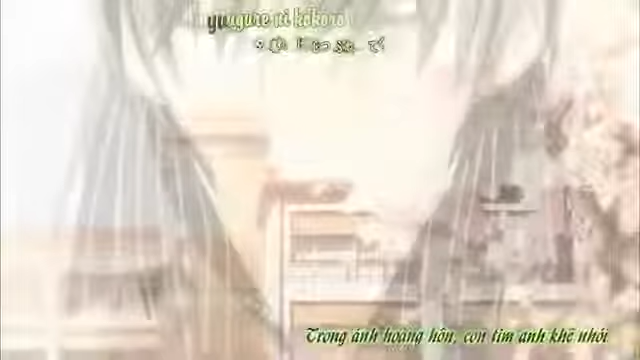 yuugure ni kokoro
Trong ánh hoàng hôn, con tim anh khẽ nhói